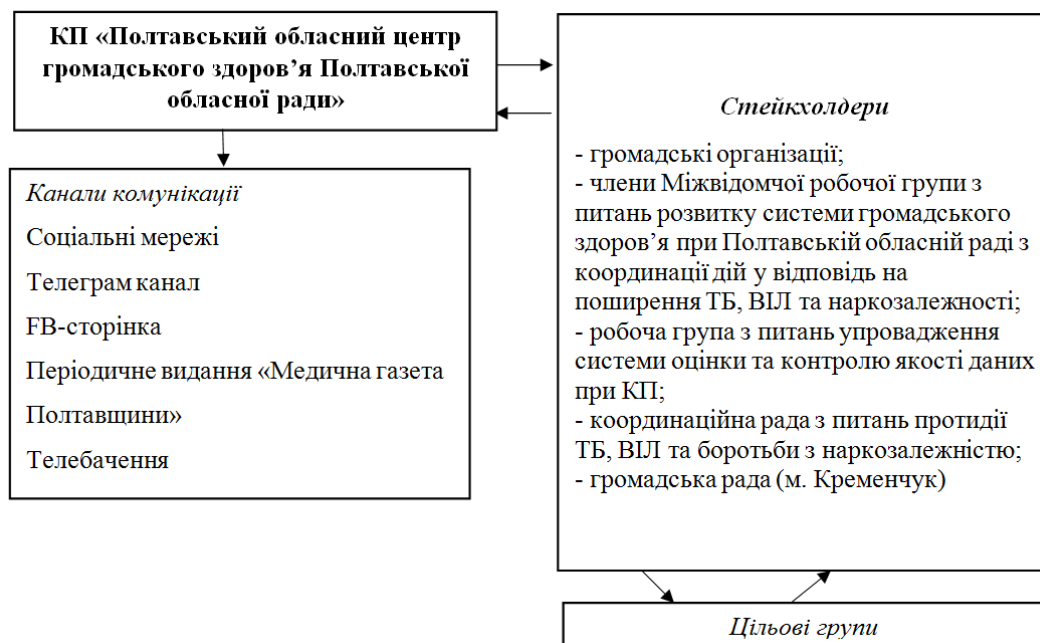 КП «Полтавський обласний центр
громадського здоров’я Полтавської
обласної ради»
Канали комунікації
Соціальні мережі
Телеграм канал
FB-сторінка
Періодичне видання «Медична газета
Полтавщини»
Телебачення
Стейкхолдери
- громадські організації;
- члени Міжвідомчої робочої групи з
питань розвитку системи громадського
здоров’я при Полтавській обласній раді з
координації дій у відповідь на
поширення ТБ, ВІЛ та наркозалежності;
- робоча група з питань упровадження
системи оцінки та контролю якості даних
при КП;
- координаційна рада з питань протидії
ТБ, ВІЛ та боротьби з наркозалежністю;
- громадська рада (м. Кременчук)
Цільові групи